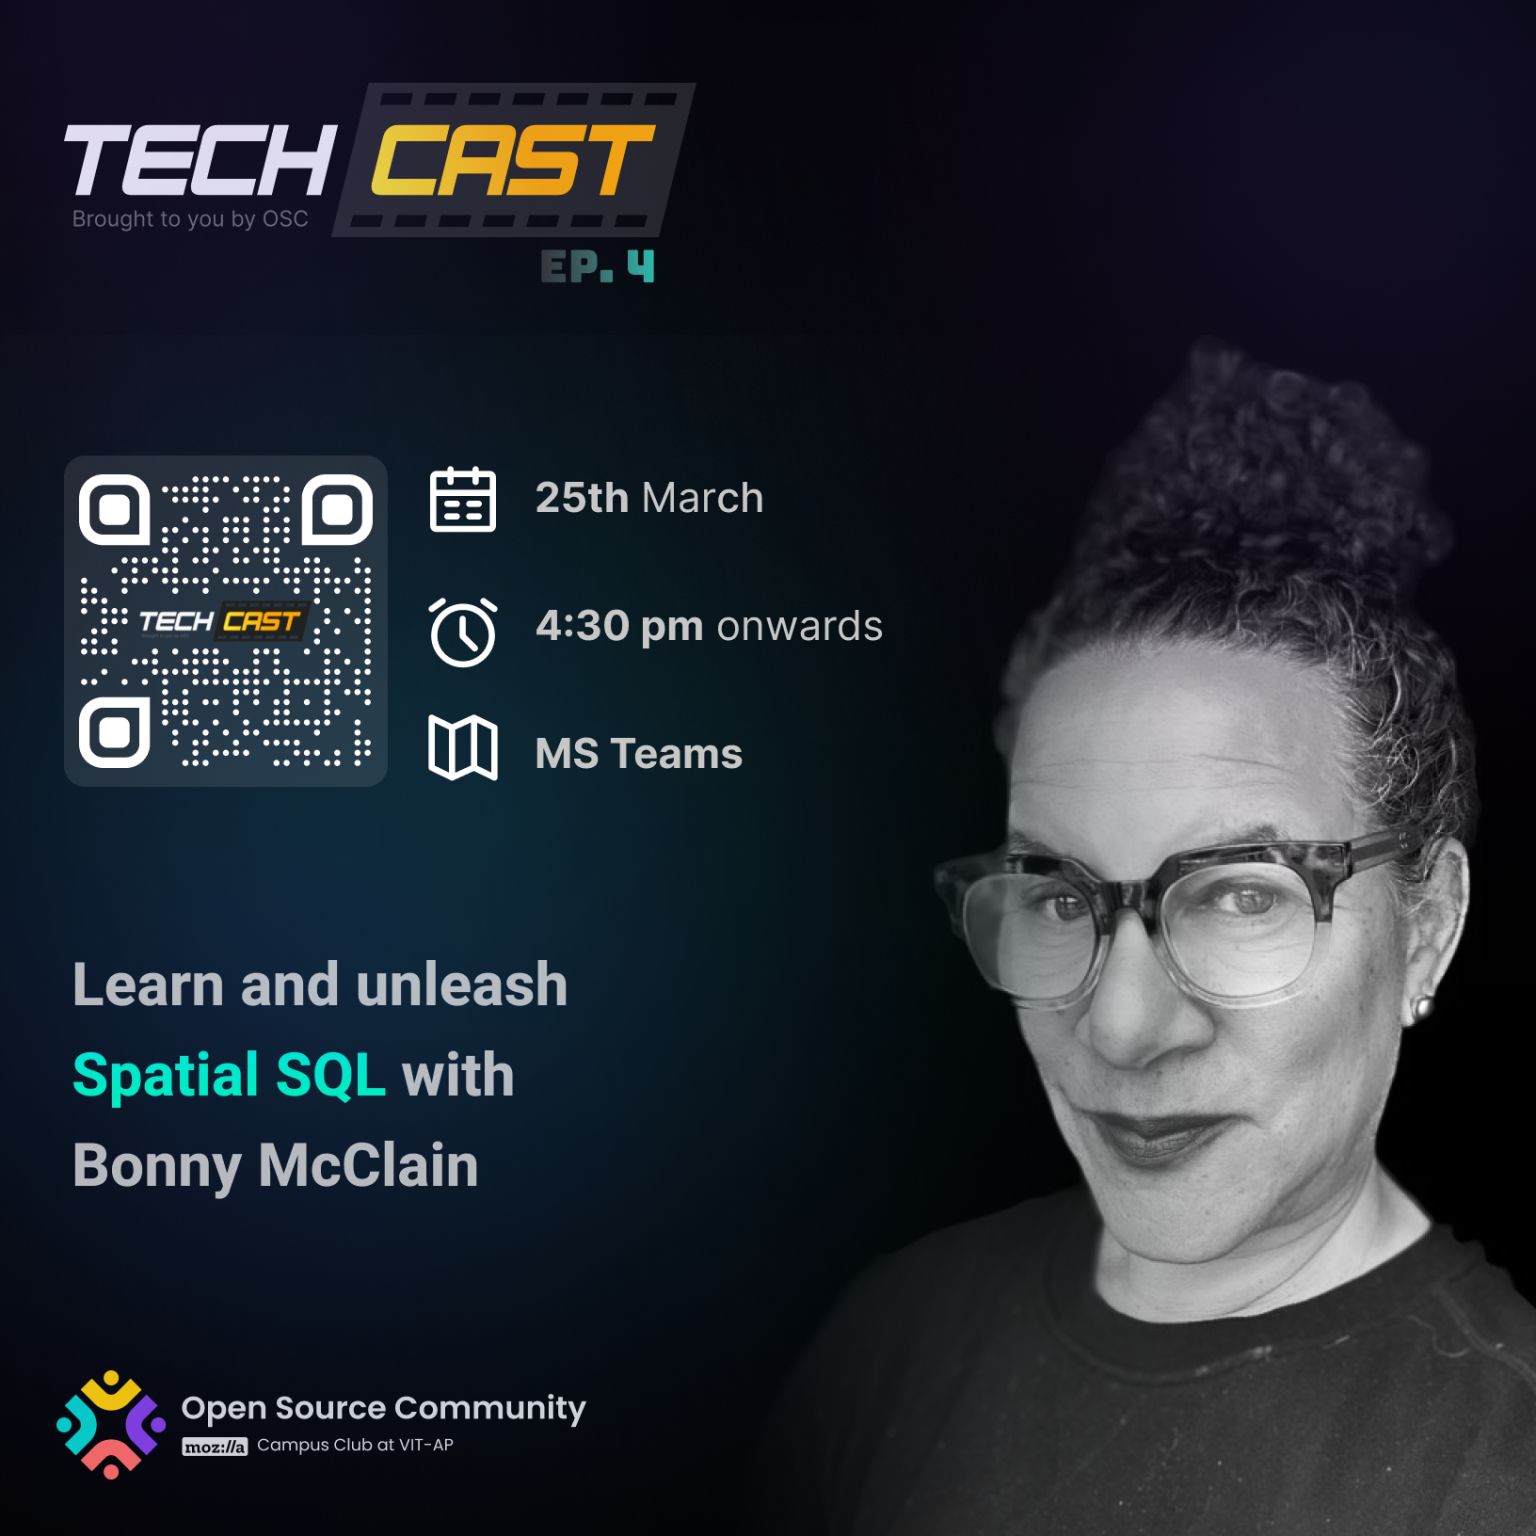 TECH CAST
Brought to you by OSC
EP. 4
25th March
4:30 pm onwards
TECH CAST
MS Teams
Learn and unleash
Spatial SQL with
Bonny McClain
Open Source Community
moz://a Campus Club at VIT-AP